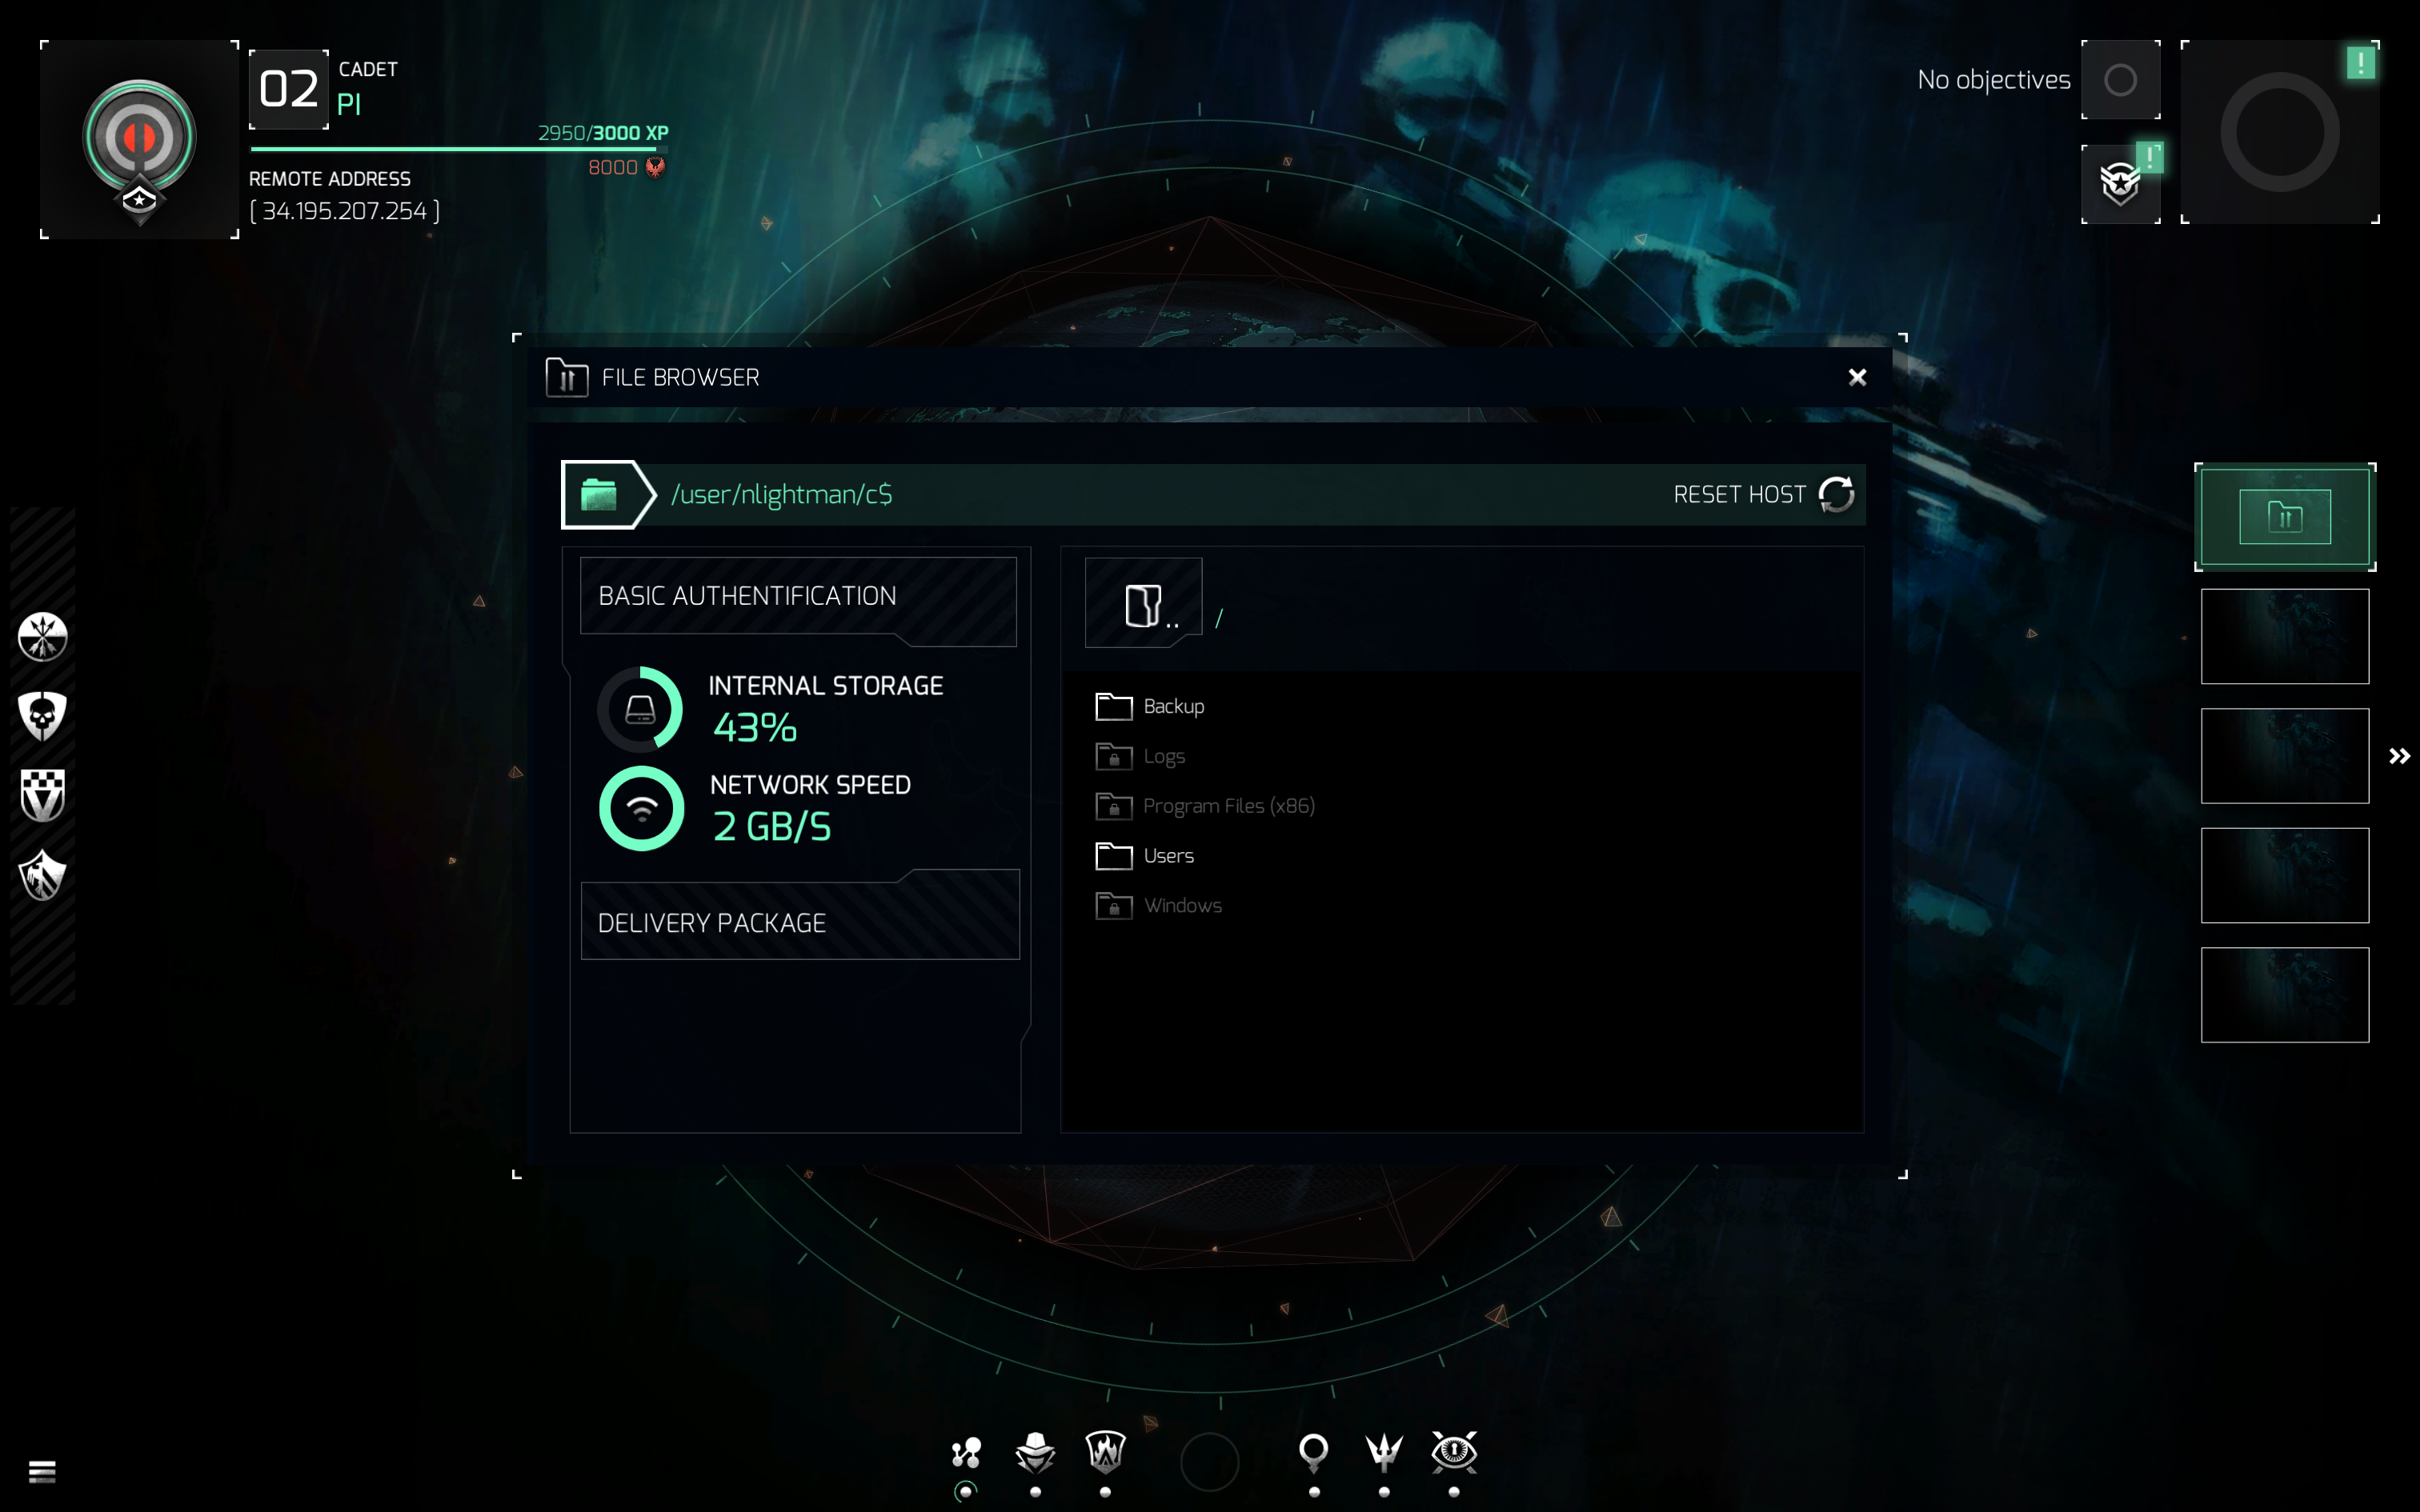 02
CADET
PI
2950/3000 XP
8000
REMOTE ADDRESS
[ 34.195.207.254 ]
No objectives
!
!
FILE BROWSER
/user/nlightman/c$
RESET HOST
BASIC AUTHENTIFICATION
INTERNAL STORAGE
43%
NETWORK SPEED
2 GB/S
DELIVERY PACKAGE
..
/
Backup
Logs
Program Files (x86)
Users
Windows